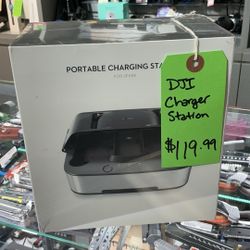 PORTABLE CHARGING STA
DJI
Charger
Station
$119.99